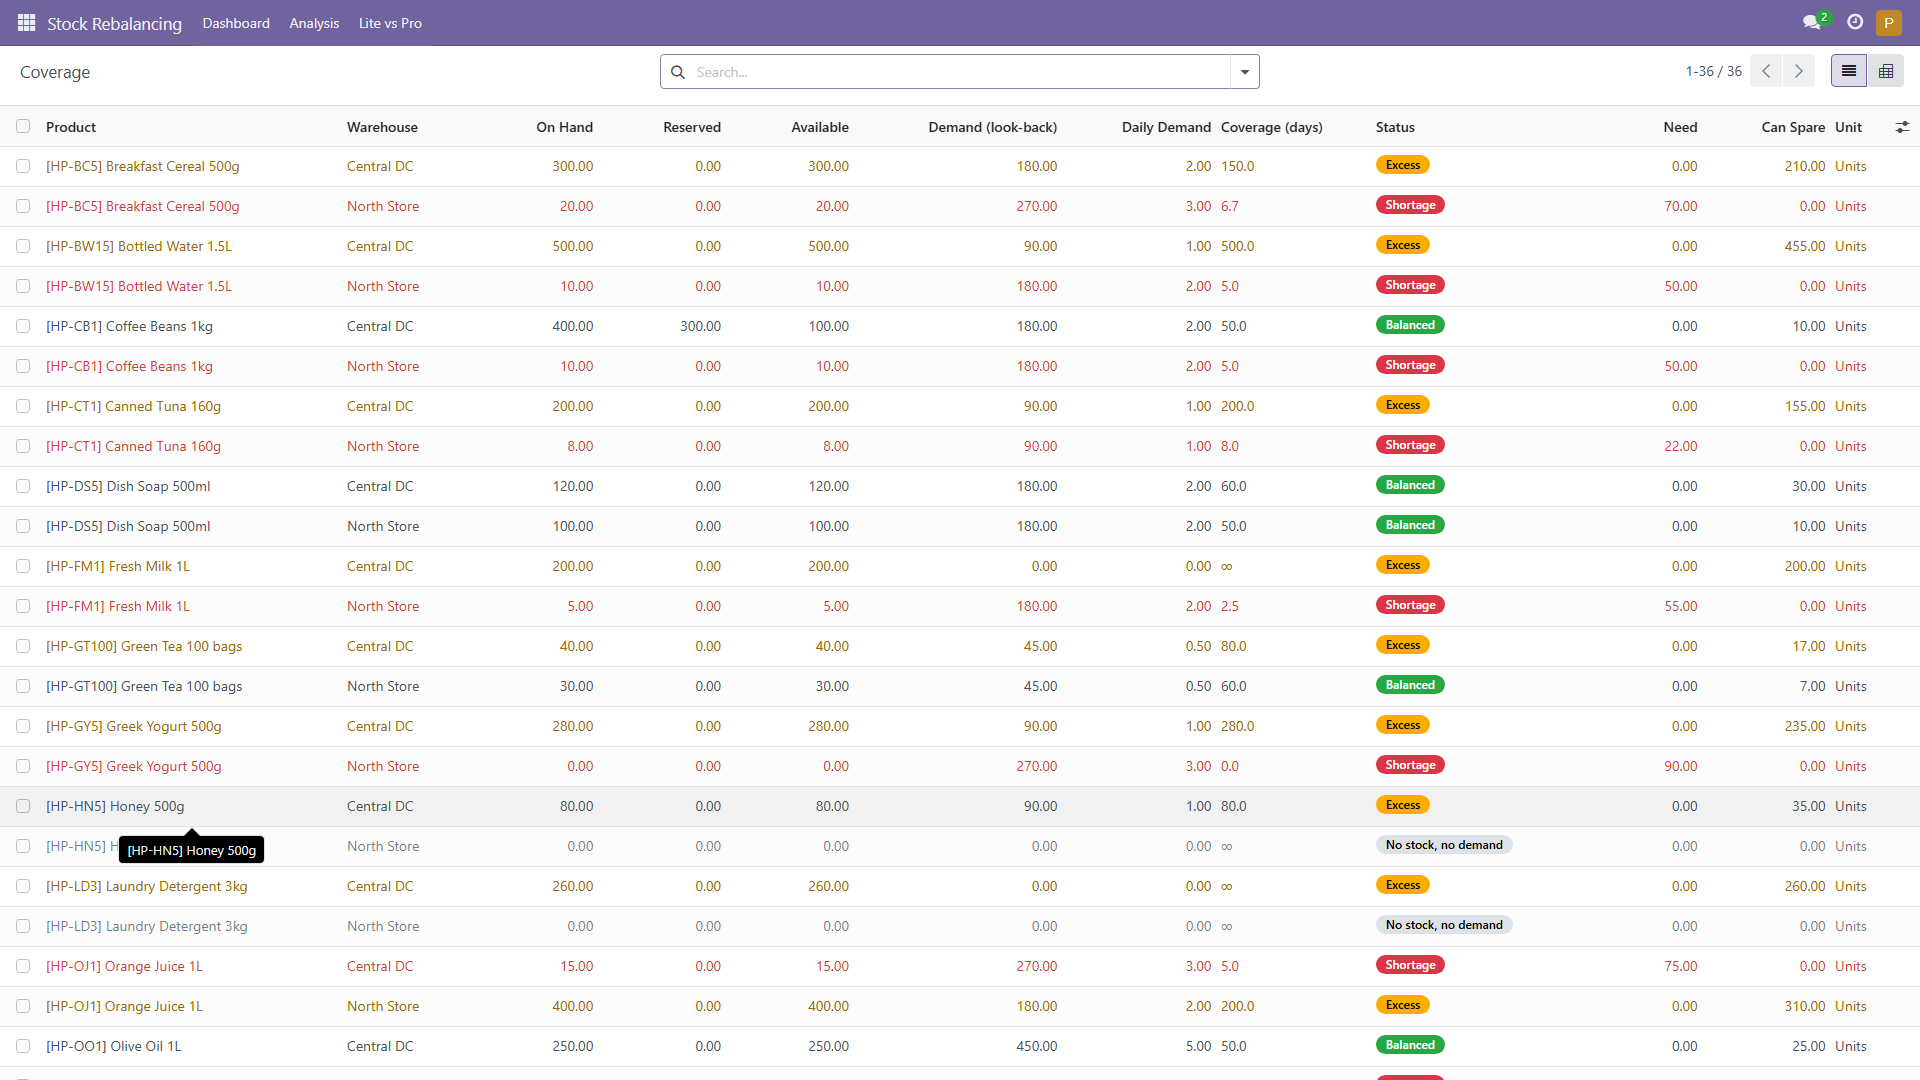 Stock Rebalancing Dashboard Analysis Lite vs Pro 2 P
Coverage Search... 1-36 / 36
Product Warehouse On Hand Reserved Available Demand (look-back) Daily Demand Coverage (days) Status Need Can Spare Unit
[HP-BC5] Breakfast Cereal 500g Central DC 300.00 0.00 300.00 180.00 2.00 150.0 Excess 0.00 210.00 Units
[HP-BC5] Breakfast Cereal 500g North Store 20.00 0.00 20.00 270.00 3.00 6.7 Shortage 70.00 0.00 Units
[HP-BW15] Bottled Water 1.5L Central DC 500.00 0.00 500.00 90.00 1.00 500.0 Excess 0.00 455.00 Units
[HP-BW15] Bottled Water 1.5L North Store 10.00 0.00 10.00 180.00 2.00 5.0 Shortage 50.00 0.00 Units
[HP-CB1] Coffee Beans 1kg Central DC 400.00 300.00 100.00 180.00 2.00 50.0 Balanced 0.00 10.00 Units
[HP-CB1] Coffee Beans 1kg North Store 10.00 0.00 10.00 180.00 2.00 5.0 Shortage 50.00 0.00 Units
[HP-CT1] Canned Tuna 160g Central DC 200.00 0.00 200.00 90.00 1.00 200.0 Excess 0.00 155.00 Units
[HP-CT1] Canned Tuna 160g North Store 8.00 0.00 8.00 90.00 1.00 8.0 Shortage 22.00 0.00 Units
[HP-DS5] Dish Soap 500ml Central DC 120.00 0.00 120.00 180.00 2.00 60.0 Balanced 0.00 30.00 Units
[HP-DS5] Dish Soap 500ml North Store 100.00 0.00 100.00 180.00 2.00 50.0 Balanced 0.00 10.00 Units
[HP-FM1] Fresh Milk 1L Central DC 200.00 0.00 200.00 0.00 0.00 ∞ Excess 0.00 200.00 Units
[HP-FM1] Fresh Milk 1L North Store 5.00 0.00 5.00 180.00 2.00 2.5 Shortage 55.00 0.00 Units
[HP-GT100] Green Tea 100 bags Central DC 40.00 0.00 40.00 45.00 0.50 80.0 Excess 0.00 17.00 Units
[HP-GT100] Green Tea 100 bags North Store 30.00 0.00 30.00 45.00 0.50 60.0 Balanced 0.00 7.00 Units
[HP-GY5] Greek Yogurt 500g Central DC 280.00 0.00 280.00 90.00 1.00 280.0 Excess 0.00 235.00 Units
[HP-GY5] Greek Yogurt 500g North Store 0.00 0.00 0.00 270.00 3.00 0.0 Shortage 90.00 0.00 Units
[HP-HN5] Honey 500g Central DC 80.00 0.00 80.00 90.00 1.00 80.0 Excess 0.00 35.00 Units
[HP-HN5] H [HP-HN5] Honey 500g North Store 0.00 0.00 0.00 0.00 0.00 ∞ No stock, no demand 0.00 0.00 Units
[HP-LD3] Laundry Detergent 3kg Central DC 260.00 0.00 260.00 0.00 0.00 ∞ Excess 0.00 260.00 Units
[HP-LD3] Laundry Detergent 3kg North Store 0.00 0.00 0.00 0.00 0.00 ∞ No stock, no demand 0.00 0.00 Units
[HP-OJ1] Orange Juice 1L Central DC 15.00 0.00 15.00 270.00 3.00 5.0 Shortage 75.00 0.00 Units
[HP-OJ1] Orange Juice 1L North Store 400.00 0.00 400.00 180.00 2.00 200.0 Excess 0.00 310.00 Units
[HP-OO1] Olive Oil 1L Central DC 250.00 0.00 250.00 450.00 5.00 50.0 Balanced 0.00 25.00 Units